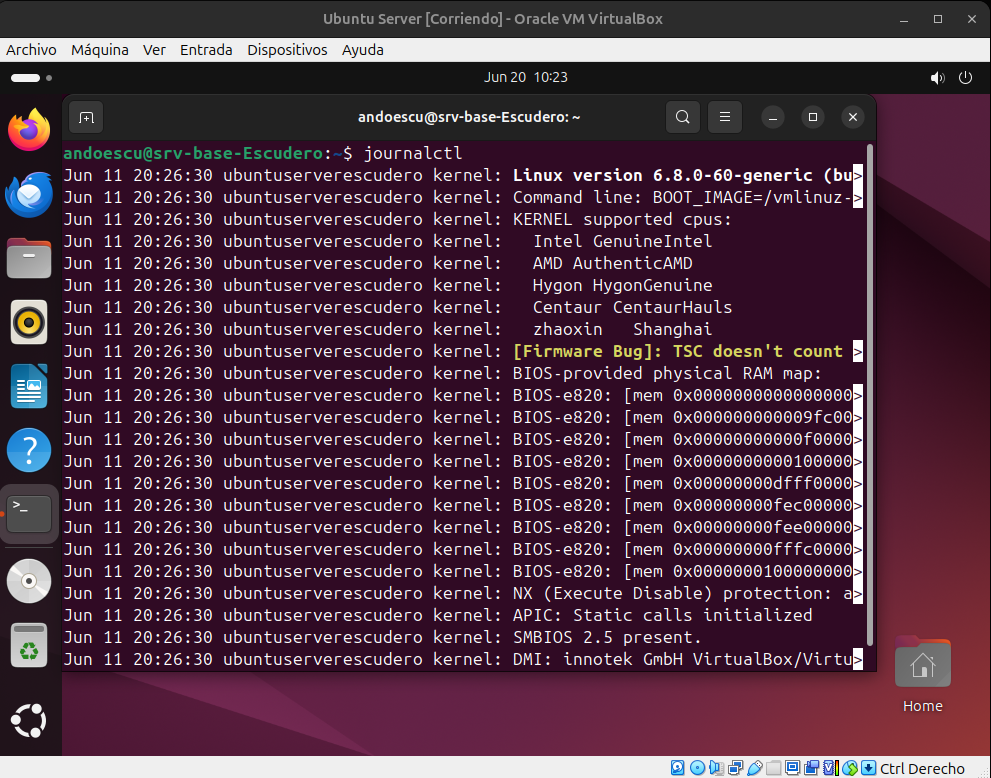 Ubuntu Server [Corriendo] - Oracle VM VirtualBox
Archivo Máquina Ver Entrada Dispositivos Ayuda
Jun 20 10:23
andoescu@srv-base-Escudero: ~
andoescu@srv-base-Escudero:~$ journalctl
Jun 11 20:26:30 ubuntuserverescudero kernel: Linux version 6.8.0-60-generic (bu>
Jun 11 20:26:30 ubuntuserverescudero kernel: Command line: BOOT_IMAGE=/vmlinuz->
Jun 11 20:26:30 ubuntuserverescudero kernel: KERNEL supported cpus:
Jun 11 20:26:30 ubuntuserverescudero kernel:   Intel GenuineIntel
Jun 11 20:26:30 ubuntuserverescudero kernel:   AMD AuthenticAMD
Jun 11 20:26:30 ubuntuserverescudero kernel:   Hygon HygonGenuine
Jun 11 20:26:30 ubuntuserverescudero kernel:   Centaur CentaurHauls
Jun 11 20:26:30 ubuntuserverescudero kernel:   zhaoxin   Shanghai
Jun 11 20:26:30 ubuntuserverescudero kernel: [Firmware Bug]: TSC doesn't count >
Jun 11 20:26:30 ubuntuserverescudero kernel: BIOS-provided physical RAM map:
Jun 11 20:26:30 ubuntuserverescudero kernel: BIOS-e820: [mem 0x0000000000000000>
Jun 11 20:26:30 ubuntuserverescudero kernel: BIOS-e820: [mem 0x000000000009fc00>
Jun 11 20:26:30 ubuntuserverescudero kernel: BIOS-e820: [mem 0x00000000000f0000>
Jun 11 20:26:30 ubuntuserverescudero kernel: BIOS-e820: [mem 0x0000000000100000>
Jun 11 20:26:30 ubuntuserverescudero kernel: BIOS-e820: [mem 0x00000000dfff0000>
Jun 11 20:26:30 ubuntuserverescudero kernel: BIOS-e820: [mem 0x00000000fec00000>
Jun 11 20:26:30 ubuntuserverescudero kernel: BIOS-e820: [mem 0x00000000fee00000>
Jun 11 20:26:30 ubuntuserverescudero kernel: BIOS-e820: [mem 0x00000000fffc0000>
Jun 11 20:26:30 ubuntuserverescudero kernel: BIOS-e820: [mem 0x0000000100000000>
Jun 11 20:26:30 ubuntuserverescudero kernel: NX (Execute Disable) protection: a>
Jun 11 20:26:30 ubuntuserverescudero kernel: APIC: Static calls initialized
Jun 11 20:26:30 ubuntuserverescudero kernel: SMBIOS 2.5 present.
Jun 11 20:26:30 ubuntuserverescudero kernel: DMI: innotek GmbH VirtualBox/Virtu>
Home
Ctrl Derecho